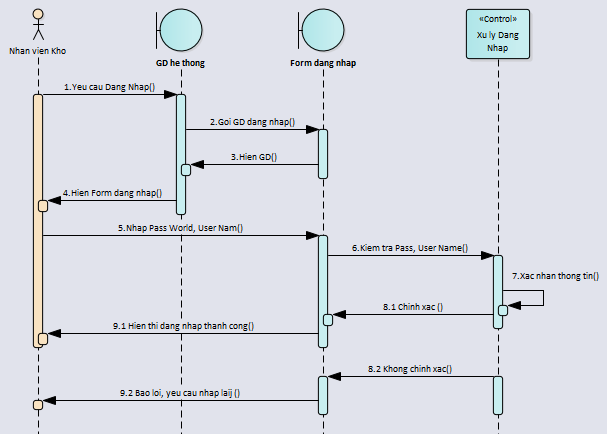 «Control»
Xu ly Dang
Nhap
Nhan vien Kho
GD he thong
Form dang nhap
1.Yeu cau Dang Nhap()
2.Goi GD dang nhap()
3.Hien GD()
4.Hien Form dang nhap()
5.Nhap Pass World, User Nam()
6.Kiem tra Pass, User Name()
7.Xac nhan thong tin()
8.1 Chinh xac ()
9.1 Hien thi dang nhap thanh cong()
8.2 Khong chinh xac()
9.2 Bao loi, yeu cau nhap laij ()